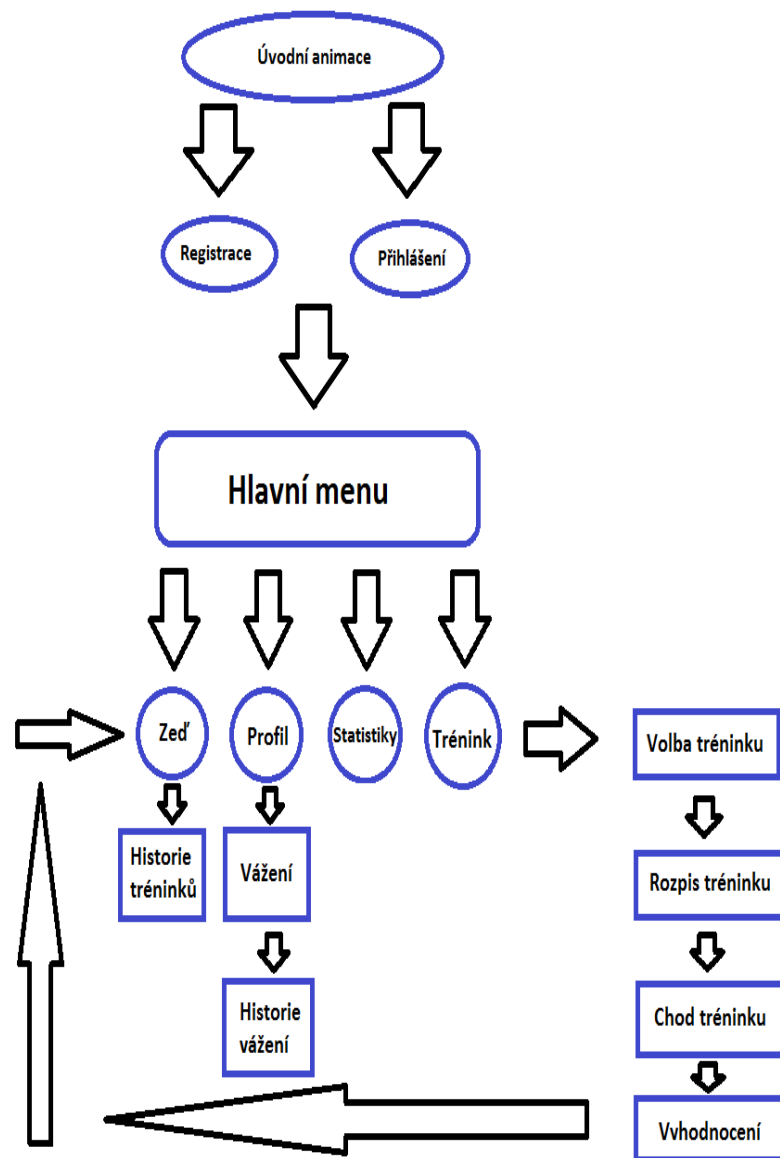 Úvodní animace
Registrace
Přihlášení
Hlavní menu
Zeď
Profil
Statistiky
Trénink
Volba tréninku
Historie
tréninků
Vážení
Rozpis tréninku
Historie
vážení
Chod tréninku
Vvhodnocení